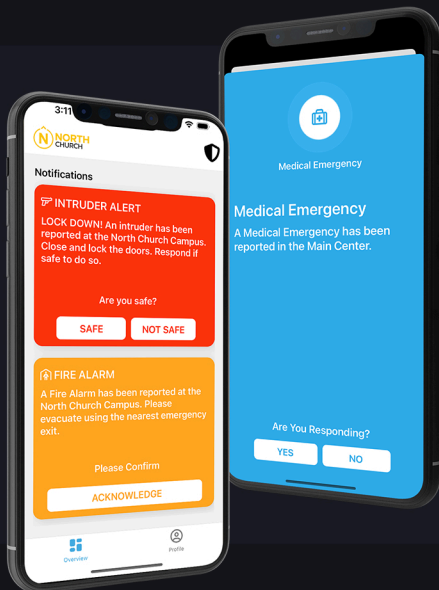 3:11
N NORTH
CHURCH
Notifications
INTRUDER ALERT
LOCK DOWN! An intruder has been
reported at the North Church Campus.
Close and lock the doors. Respond if
safe to do so.
Are you safe?
SAFE NOT SAFE
FIRE ALARM
A Fire Alarm has been reported at the
North Church Campus. Please
evacuate using the nearest emergency
exit.
Please Confirm
ACKNOWLEDGE
Overview Profile
Medical Emergency
Medical Emergency
A Medical Emergency has been
reported in the Main Center.
Are You Responding?
YES NO